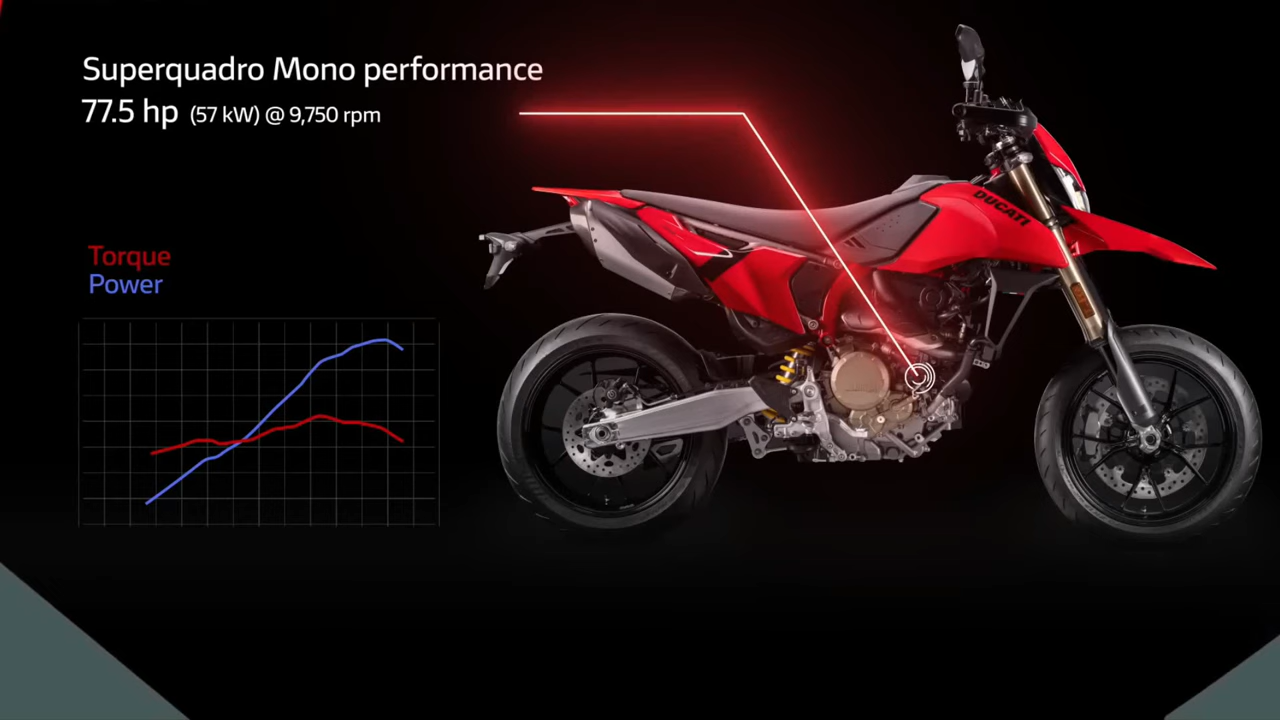 Superquadro Mono performance
77.5 hp (57 kW) @ 9,750 rpm
Torque
Power
DUCATI